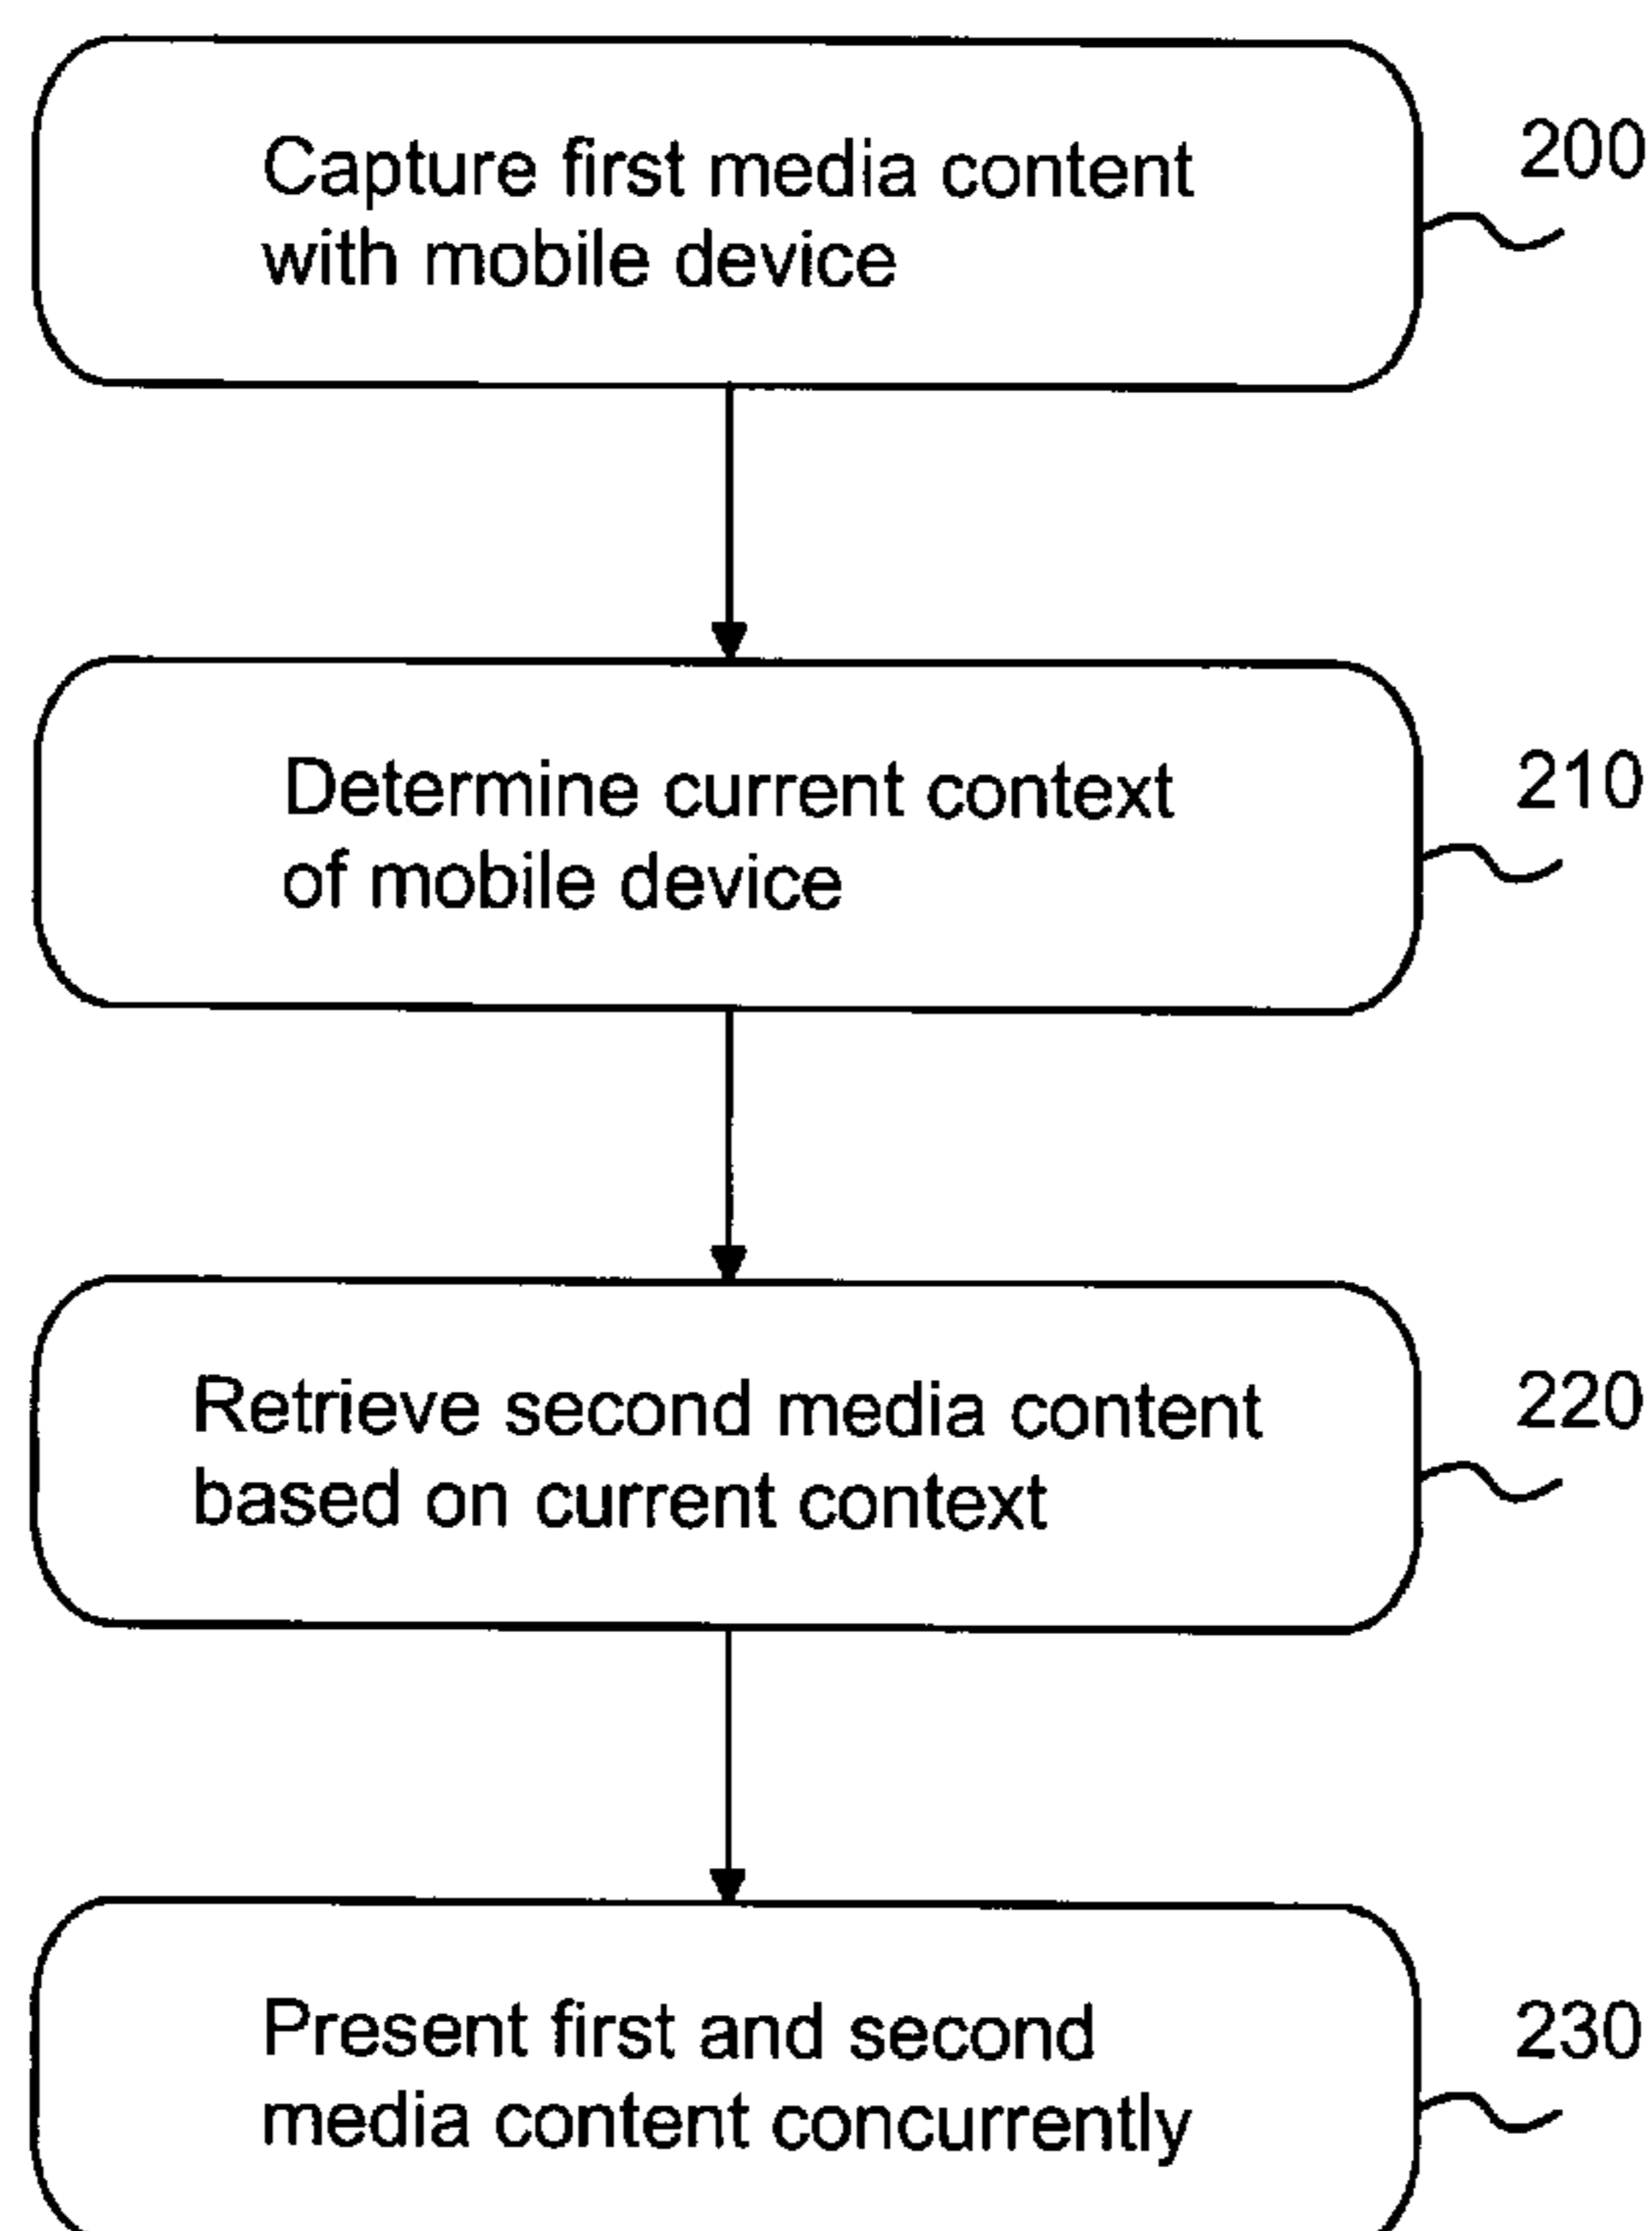 Capture first media content
with mobile device
200
Determine current context
of mobile device
210
Retrieve second media content
based on current context
220
Present first and second
media content concurrently
230